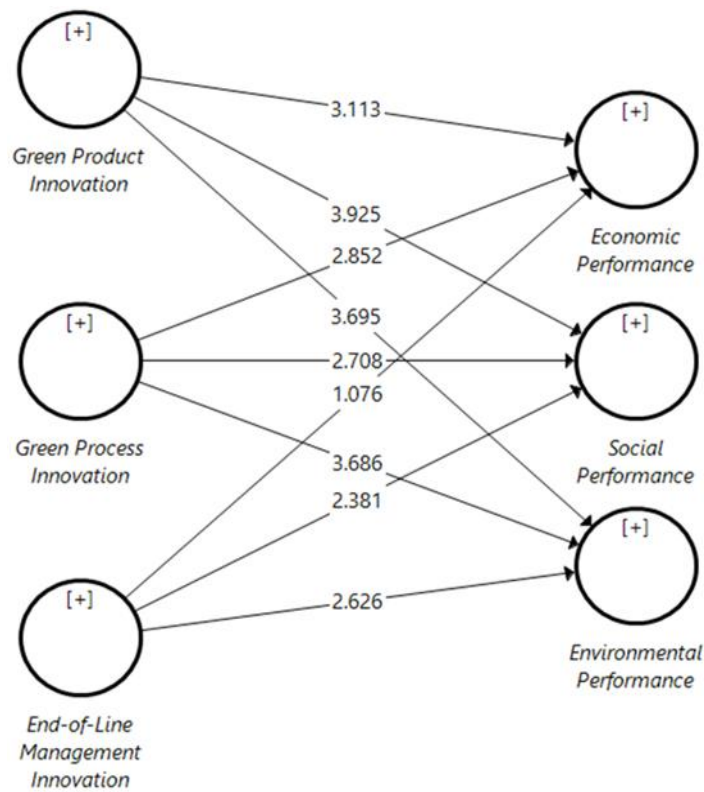 [+]
Green Product
Innovation
[+]
Green Process
Innovation
[+]
End-of-Line
Management
Innovation
3.113
3.925
2.852
3.695
2.708
1.076
3.686
2.381
2.626
[+]
Economic
Performance
[+]
Social
Performance
[+]
Environmental
Performance